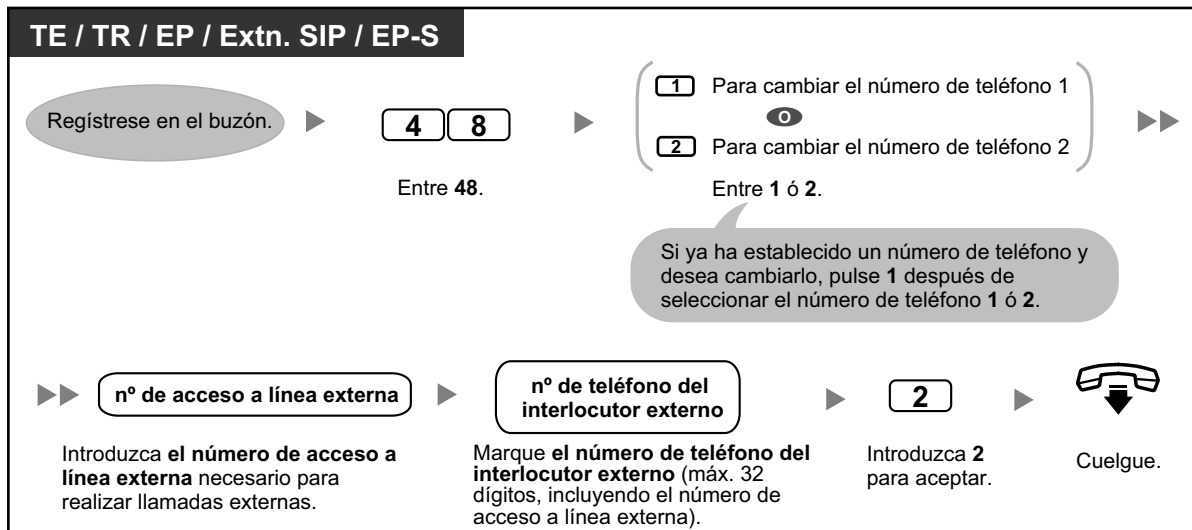 TE / TR / EP / Extn. SIP / EP-S
Regístrese en el buzón.
4 8
Entre 48.
1 Para cambiar el número de teléfono 1
O
2 Para cambiar el número de teléfono 2
Entre 1 ó 2.
Si ya ha establecido un número de teléfono y
desea cambiarlo, pulse 1 después de
seleccionar el número de teléfono 1 ó 2.
nº de acceso a línea externa
Introduzca el número de acceso a
línea externa necesario para
realizar llamadas externas.
nº de teléfono del
interlocutor externo
Marque el número de teléfono del
interlocutor externo (máx. 32
dígitos, incluyendo el número de
acceso a línea externa).
2
Introduzca 2
para aceptar.
Cuelgue.